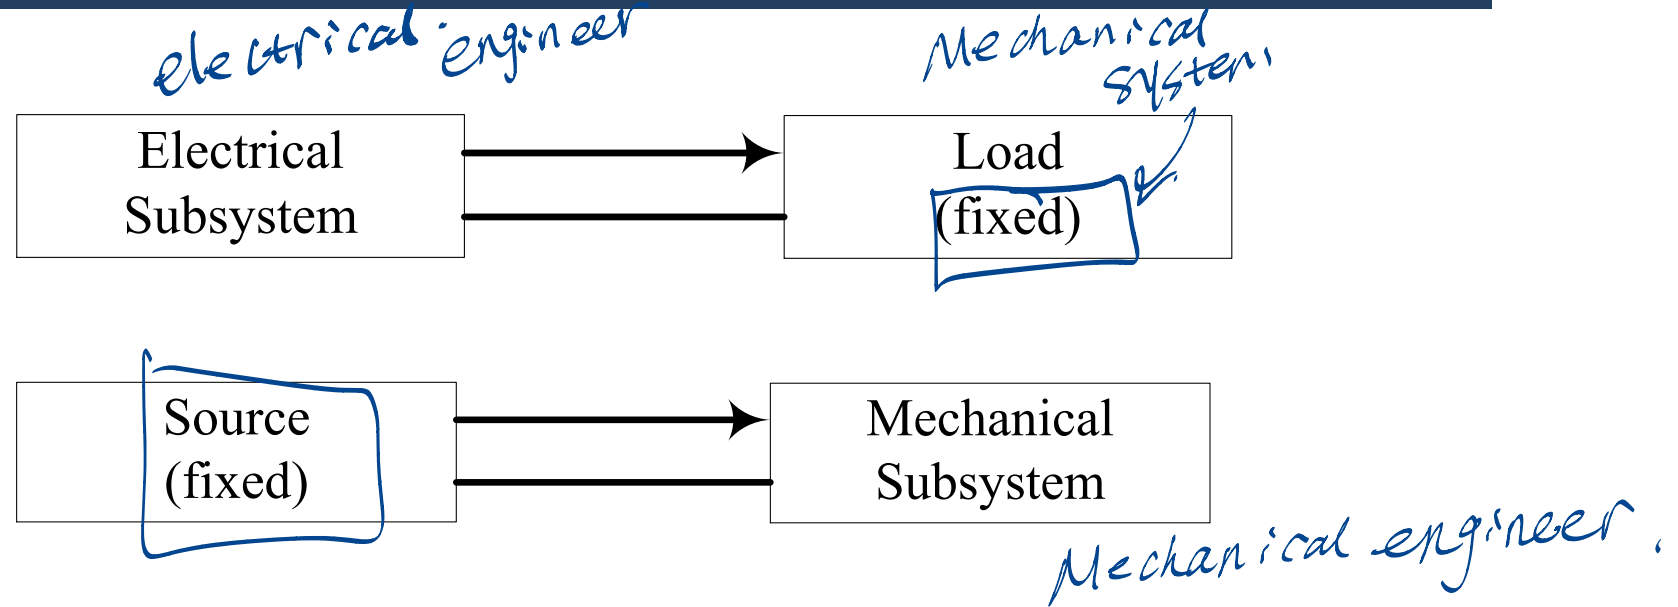 electrical engineer
Mechanical
system.
Electrical
Subsystem
Load
(fixed)
Source
(fixed)
Mechanical
Subsystem
Mechanical engineer.